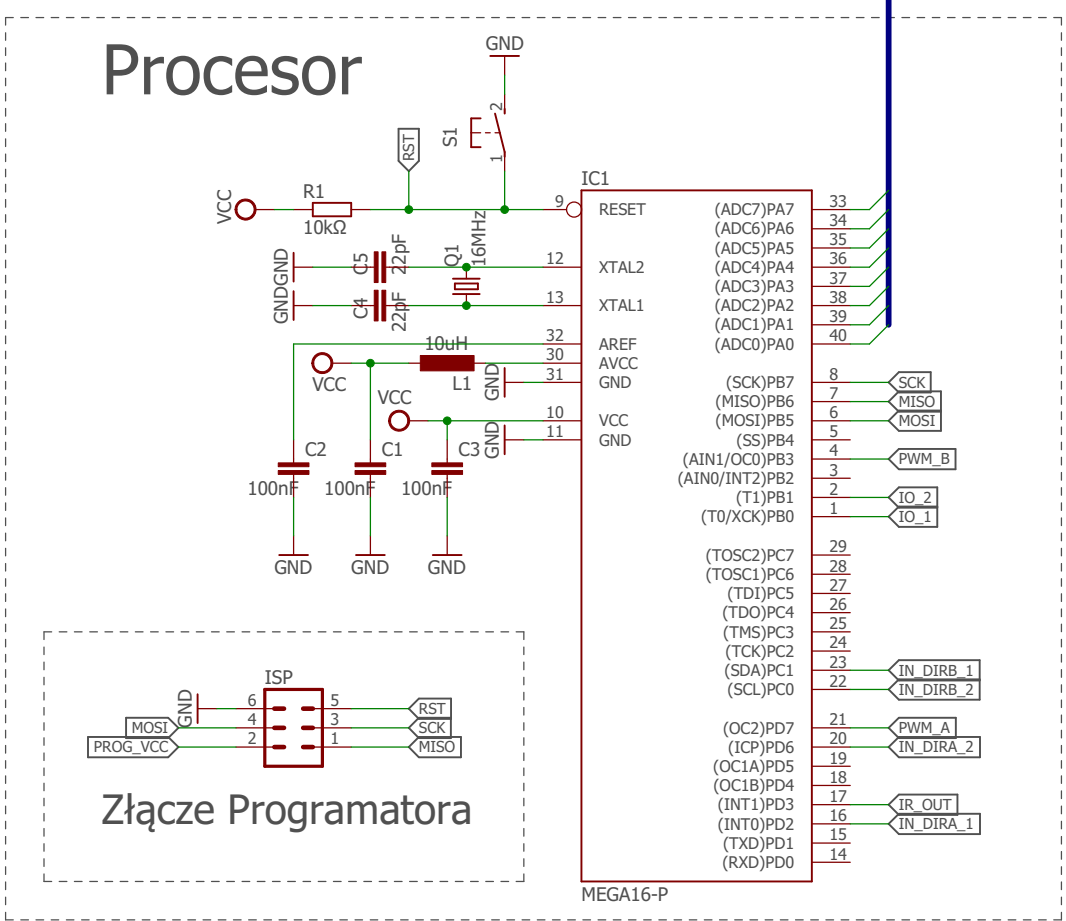 Procesor
GND
S1
2
1
RST
VCC
R1
10kΩ
IC1
9
RESET
GND
C5
22pF
Q1
16MHz
12
XTAL2
GND
C4
22pF
13
XTAL1
32
AREF
10uH
L1
30
AVCC
VCC
GND
31
GND
VCC
10
VCC
GND
11
GND
C2
100nF
C1
100nF
C3
100nF
GND
GND
GND
(ADC7)PA7 33
(ADC6)PA6 34
(ADC5)PA5 35
(ADC4)PA4 36
(ADC3)PA3 37
(ADC2)PA2 38
(ADC1)PA1 39
(ADC0)PA0 40
(SCK)PB7 8 SCK
(MISO)PB6 7 MISO
(MOSI)PB5 6 MOSI
(SS)PB4 5
(AIN1/OC0)PB3 4 PWM_B
(AIN0/INT2)PB2 3
(T1)PB1 2 IO_2
(T0/XCK)PB0 1 IO_1
(TOSC2)PC7 29
(TOSC1)PC6 28
(TDI)PC5 27
(TDO)PC4 26
(TMS)PC3 25
(TCK)PC2 24
(SDA)PC1 23 IN_DIRB_1
(SCL)PC0 22 IN_DIRB_2
(OC2)PD7 21 PWM_A
(ICP)PD6 20 IN_DIRA_2
(OC1A)PD5 19
(OC1B)PD4 18
(INT1)PD3 17 IR_OUT
(INT0)PD2 16 IN_DIRA_1
(TXD)PD1 15
(RXD)PD0 14
MEGA16-P
ISP
GND 6 5 RST
MOSI 4 3 SCK
PROG_VCC 2 1 MISO
Złącze Programatora